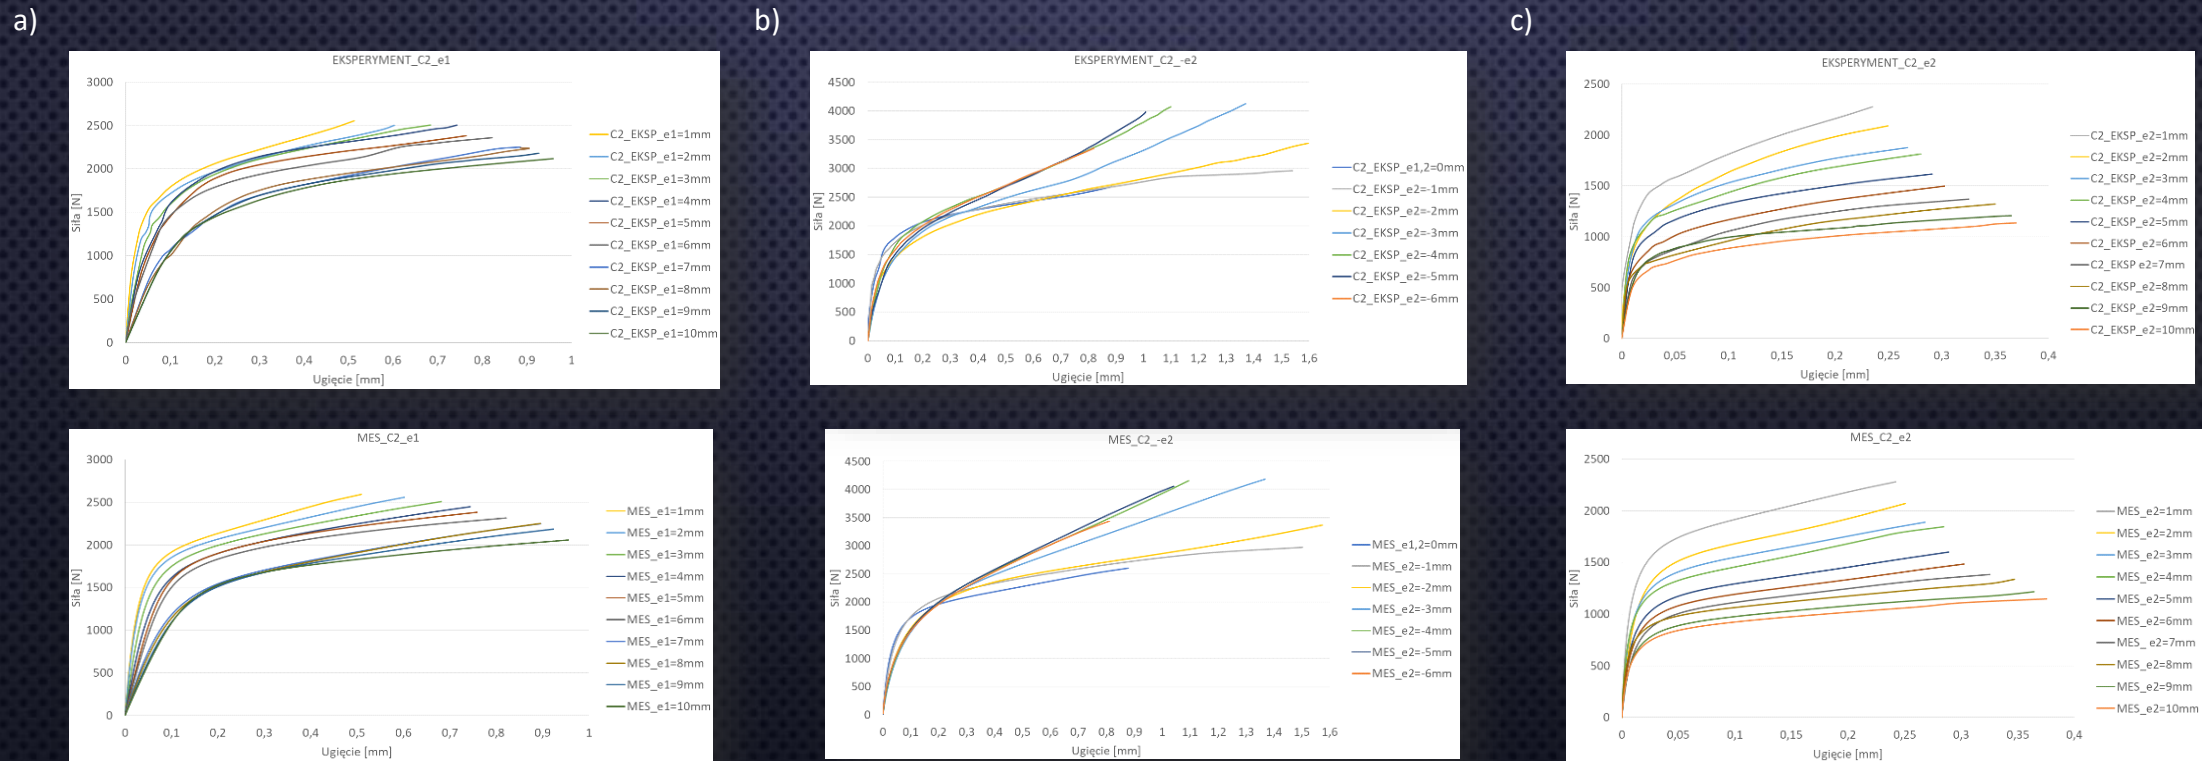 a)
b)
c)
EKSPERYMENT_C2_e1
3000
2500
2000
1500
1000
500
0
Siła [N]
0 0,1 0,2 0,3 0,4 0,5 0,6 0,7 0,8 0,9 1
Ugięcie [mm]
C2_EKSP_e1=1mm
C2_EKSP_e1=2mm
C2_EKSP_e1=3mm
C2_EKSP_e1=4mm
C2_EKSP_e1=5mm
C2_EKSP_e1=6mm
C2_EKSP_e1=7mm
C2_EKSP_e1=8mm
C2_EKSP_e1=9mm
C2_EKSP_e1=10mm
EKSPERYMENT_C2_-e2
4500
4000
3500
3000
2500
2000
1500
1000
500
0
Siła [N]
0 0,1 0,2 0,3 0,4 0,5 0,6 0,7 0,8 0,9 1 1,1 1,2 1,3 1,4 1,5 1,6
Ugięcie [mm]
C2_EKSP_e1,2=0mm
C2_EKSP_e2=-1mm
C2_EKSP_e2=-2mm
C2_EKSP_e2=-3mm
C2_EKSP_e2=-4mm
C2_EKSP_e2=-5mm
C2_EKSP_e2=-6mm
EKSPERYMENT_C2_e2
2500
2000
1500
1000
500
0
Siła [N]
0 0,05 0,1 0,15 0,2 0,25 0,3 0,35 0,4
Ugięcie [mm]
C2_EKSP_e2=1mm
C2_EKSP_e2=2mm
C2_EKSP_e2=3mm
C2_EKSP_e2=4mm
C2_EKSP_e2=5mm
C2_EKSP_e2=6mm
C2_EKSP e2=7mm
C2_EKSP_e2=8mm
C2_EKSP_e2=9mm
C2_EKSP_e2=10mm
MES_C2_e1
3000
2500
2000
1500
1000
500
0
Siła [N]
0 0,1 0,2 0,3 0,4 0,5 0,6 0,7 0,8 0,9 1
Ugięcie [mm]
MES_e1=1mm
MES_e1=2mm
MES_e1=3mm
MES_e1=4mm
MES_e1=5mm
MES_e1=6mm
MES_e1=7mm
MES_e1=8mm
MES_e1=9mm
MES_e1=10mm
MES_C2_-e2
4500
4000
3500
3000
2500
2000
1500
1000
500
0
Siła [N]
0 0,1 0,2 0,3 0,4 0,5 0,6 0,7 0,8 0,9 1 1,1 1,2 1,3 1,4 1,5 1,6
Ugięcie [mm]
MES_e1,2=0mm
MES_e2=-1mm
MES_e2=-2mm
MES_e2=-3mm
MES_e2=-4mm
MES_e2=-5mm
MES_e2=-6mm
MES_C2_e2
2500
2000
1500
1000
500
0
Siła [N]
0 0,05 0,1 0,15 0,2 0,25 0,3 0,35 0,4
Ugięcie [mm]
MES_e2=1mm
MES_e2=2mm
MES_e2=3mm
MES_e2=4mm
MES_e2=5mm
MES_e2=6mm
MES_ e2=7mm
MES_e2=8mm
MES_e2=9mm
MES_e2=10mm